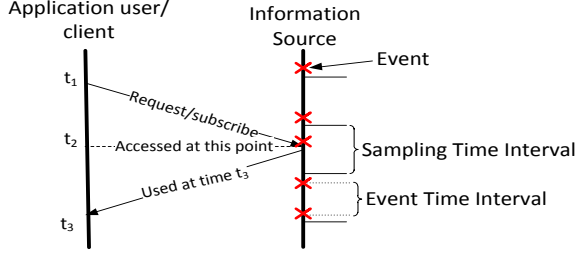 Application user/
client
Information
Source
Event
t1
Request/subscribe
t2
Accessed at this point
Sampling Time Interval
Used at time t3
Event Time Interval
t3